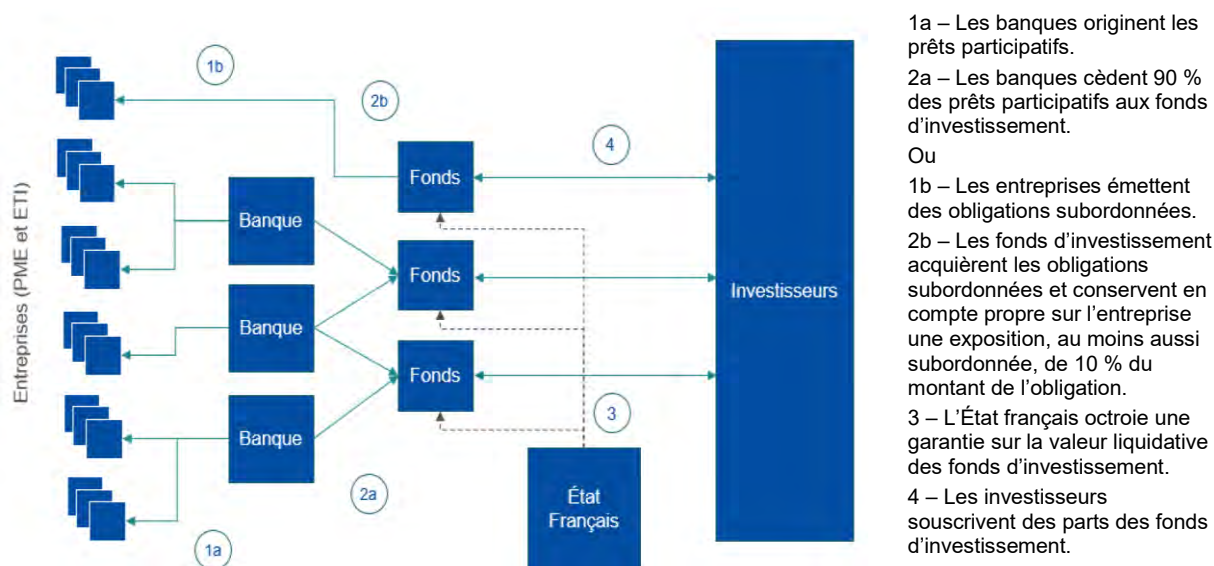 Entreprises (PME et ETI)
1b
2b
4
Fonds
Banque
Fonds
Investisseurs
Banque
Fonds
3
Banque
2a
État
Français
1a
1a – Les banques originent les
prêts participatifs.
2a – Les banques cèdent 90 %
des prêts participatifs aux fonds
d’investissement.
Ou
1b – Les entreprises émettent
des obligations subordonnées.
2b – Les fonds d’investissement
acquièrent les obligations
subordonnées et conservent en
compte propre sur l’entreprise
une exposition, au moins aussi
subordonnée, de 10 % du
montant de l’obligation.
3 – L’État français octroie une
garantie sur la valeur liquidative
des fonds d’investissement.
4 – Les investisseurs
souscrivent des parts des fonds
d’investissement.